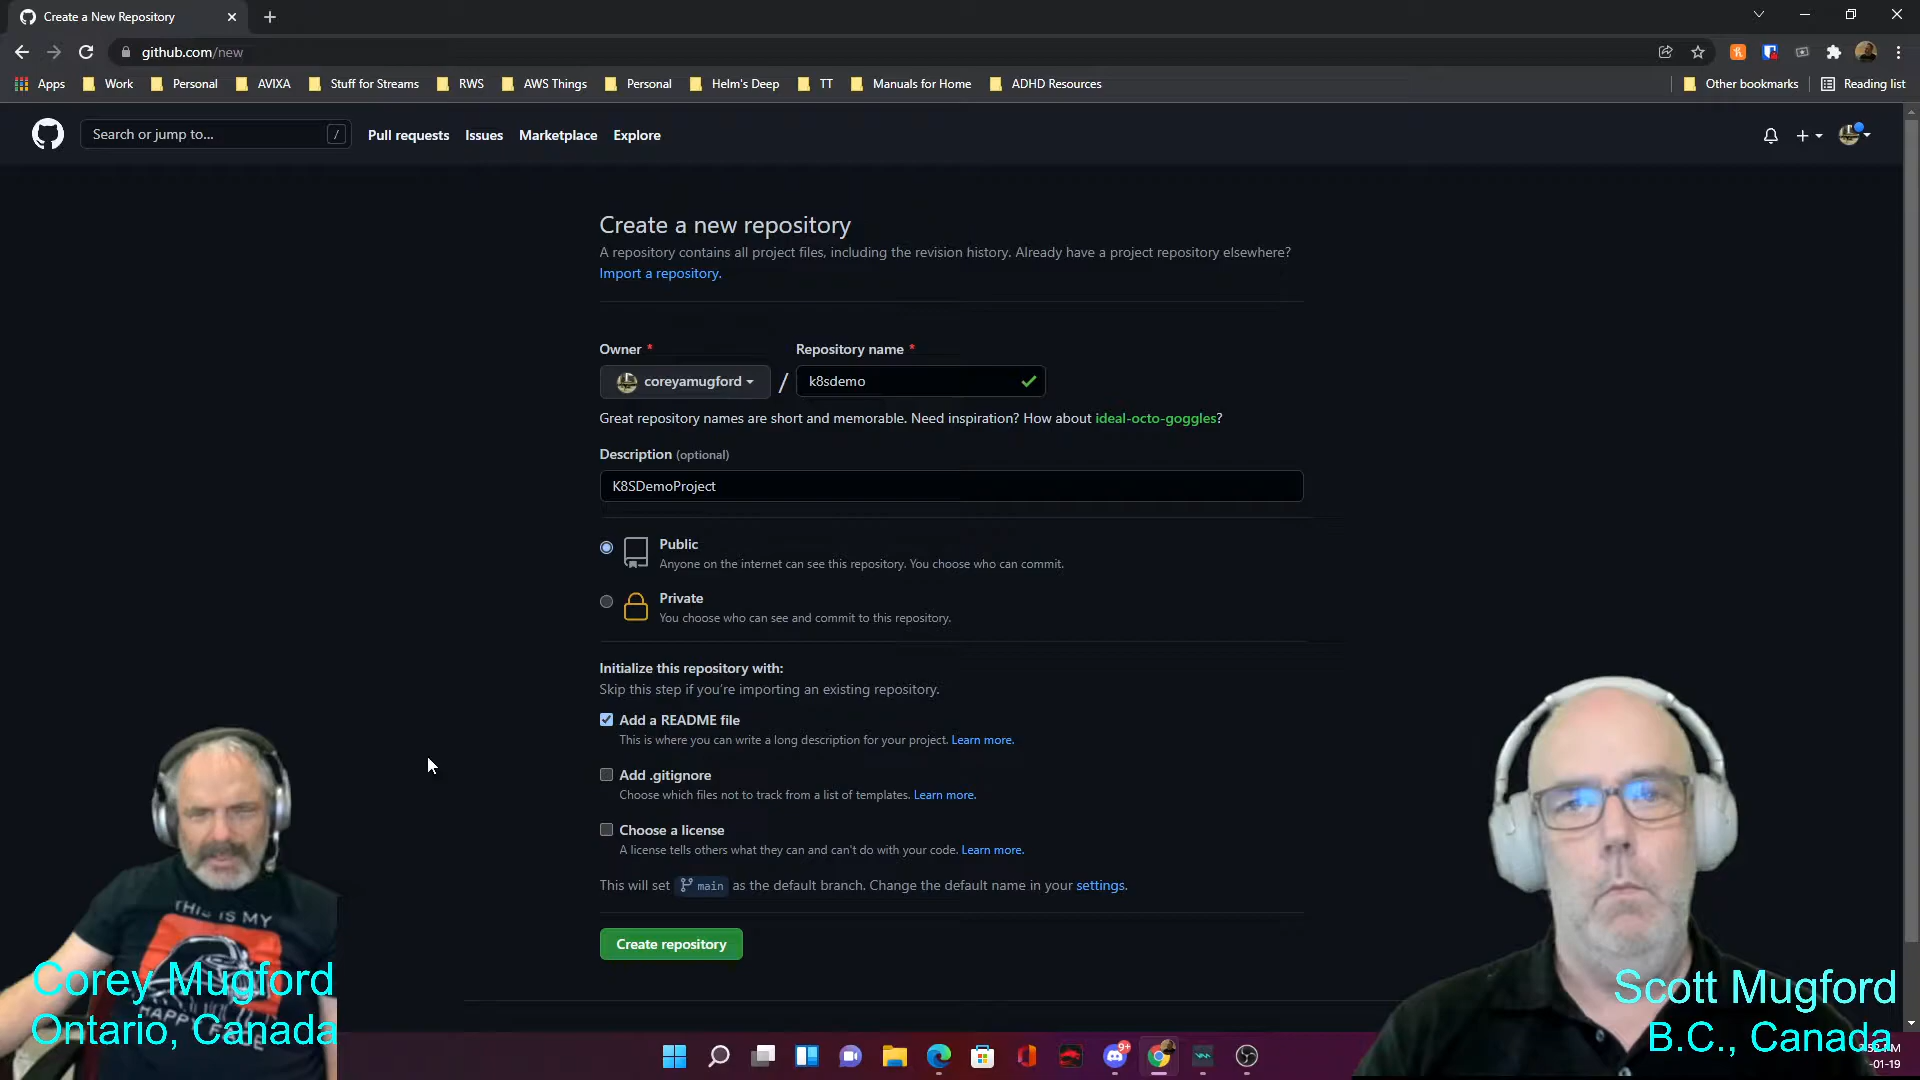 Create a New Repository
github.com/new
Apps Work Personal AVIXA Stuff for Streams RWS AWS Things Personal Helm's Deep TT Manuals for Home ADHD Resources Other bookmarks Reading list
Search or jump to... / Pull requests Issues Marketplace Explore
Create a new repository
A repository contains all project files, including the revision history. Already have a project repository elsewhere?
Import a repository.
Owner * Repository name *
coreyamugford / k8sdemo
Great repository names are short and memorable. Need inspiration? How about ideal-octo-goggles?
Description (optional)
K8SDemoProject
Public
Anyone on the internet can see this repository. You choose who can commit.
Private
You choose who can see and commit to this repository.
Initialize this repository with:
Skip this step if you're importing an existing repository.
Add a README file
This is where you can write a long description for your project. Learn more.
Add .gitignore
Choose which files not to track from a list of templates. Learn more.
Choose a license
A license tells others what they can and can't do with your code. Learn more.
This will set main as the default branch. Change the default name in your settings.
Create repository
THIS IS MY
HAPPY FACE
Corey Mugford
Ontario, Canada
Scott Mugford
B.C., Canada
9+
-01-19